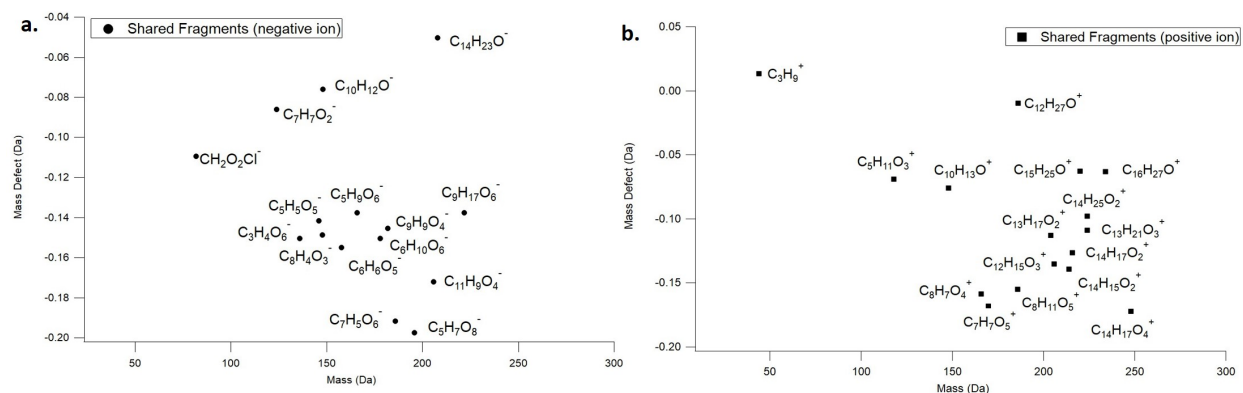 a.
Shared Fragments (negative ion)
-0.04
-0.06
-0.08
-0.10
-0.12
-0.14
-0.16
-0.18
-0.20
Mass Defect (Da)
C₁₄H₂₃O⁻
C₁₀H₁₂O⁻
C₇H₇O₂⁻
CH₂O₂Cl⁻
C₅H₉O₆⁻
C₉H₁₇O₆⁻
C₅H₅O₅⁻
C₉H₉O₄⁻
C₃H₄O₆⁻
C₆H₁₀O₆⁻
C₈H₄O₃⁻
C₆H₆O₅⁻
C₁₁H₉O₄⁻
C₇H₅O₆⁻
C₅H₇O₈⁻
50
100
150
200
250
300
Mass (Da)
b.
Shared Fragments (positive ion)
0.05
0.00
-0.05
-0.10
-0.15
-0.20
Mass Defect (Da)
C₃H₉⁺
C₁₂H₂₇O⁺
C₅H₁₁O₃⁺
C₁₀H₁₃O⁺
C₁₅H₂₅O⁺
C₁₆H₂₇O⁺
C₁₄H₂₅O₂⁺
C₁₃H₁₇O₂⁺
C₁₃H₂₁O₃⁺
C₁₄H₁₇O₂⁺
C₁₂H₁₅O₃⁺
C₁₄H₁₅O₂⁺
C₈H₇O₄⁺
C₈H₁₁O₅⁺
C₇H₇O₅⁺
C₁₄H₁₇O₄⁺
50
100
150
200
250
300
Mass (Da)